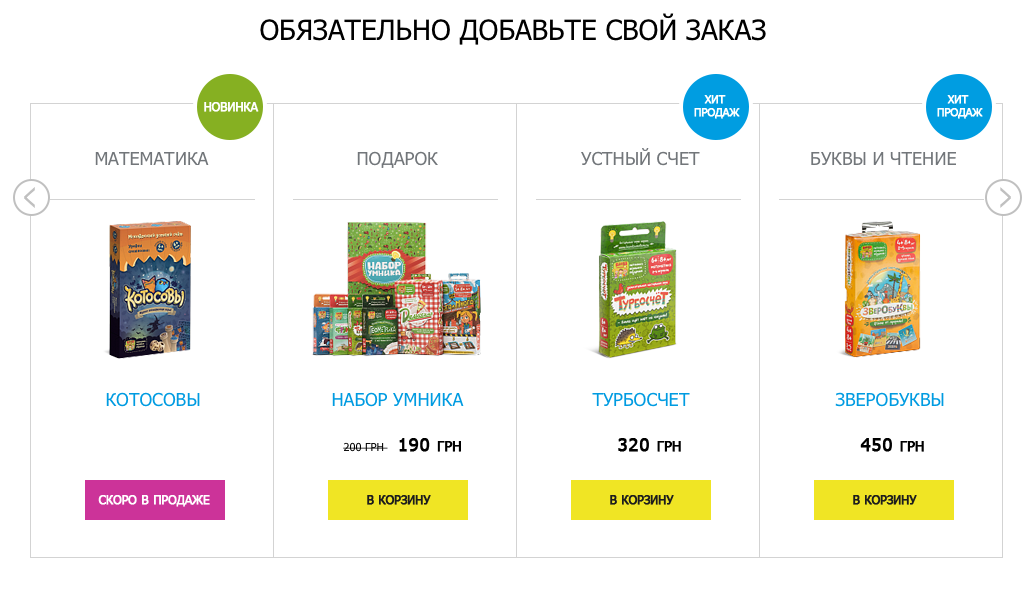 ОБЯЗАТЕЛЬНО ДОБАВЬТЕ СВОЙ ЗАКАЗ
НОВИНКА
МАТЕМАТИКА
КОТОСОВЫ
КОТОСОВЫ
СКОРО В ПРОДАЖЕ
ПОДАРОК
НАБОР
УМНИКА
НАБОР УМНИКА
200 ГРН 190 ГРН
В КОРЗИНУ
ХИТ
ПРОДАЖ
УСТНЫЙ СЧЕТ
ТУРБОСЧЕТ
ТУРБОСЧЕТ
320 ГРН
В КОРЗИНУ
ХИТ
ПРОДАЖ
БУКВЫ И ЧТЕНИЕ
ЗВЕРОБУКВЫ
ЗВЕРОБУКВЫ
450 ГРН
В КОРЗИНУ